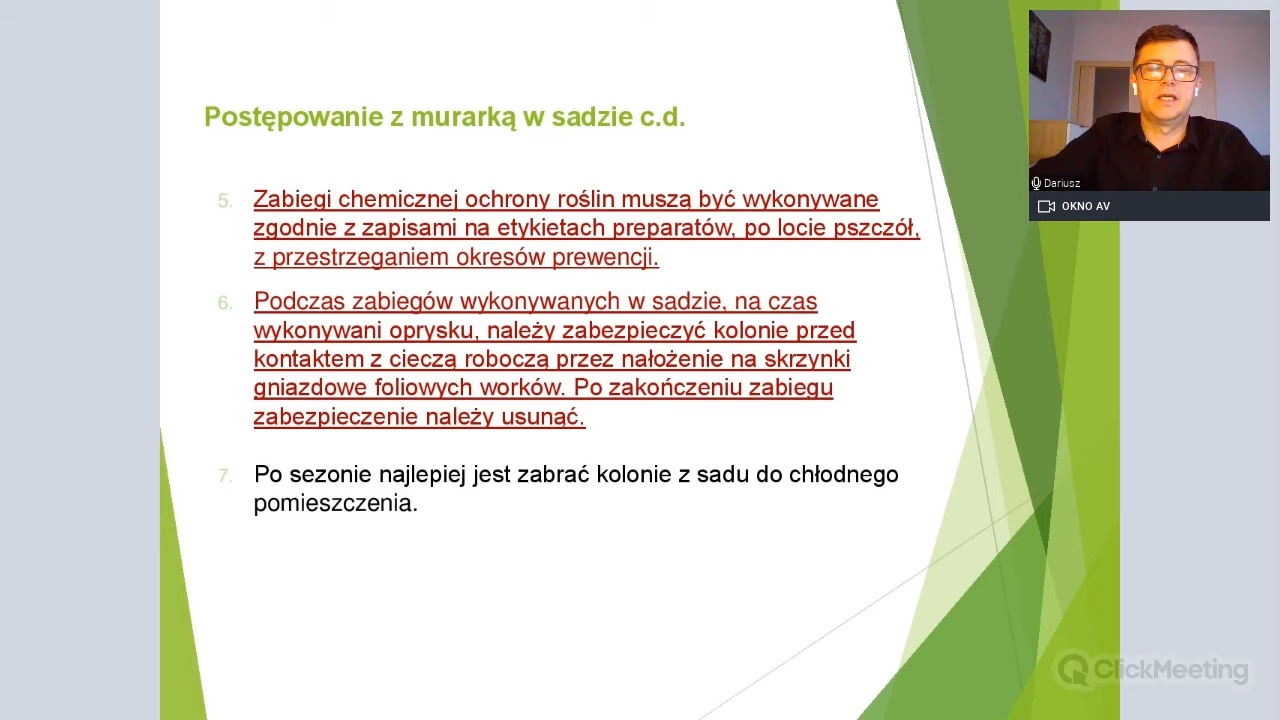 Postępowanie z murarką w sadzie c.d.
5. Zabiegi chemicznej ochrony roślin muszą być wykonywane
zgodnie z zapisami na etykietach preparatów, po locie pszczół,
z przestrzeganiem okresów prewencji.
6. Podczas zabiegów wykonywanych w sadzie, na czas
wykonywani oprysku, należy zabezpieczyć kolonie przed
kontaktem z cieczą roboczą przez nałożenie na skrzynki
gniazdowe foliowych worków. Po zakończeniu zabiegu
zabezpieczenie należy usunąć.
7. Po sezonie najlepiej jest zabrać kolonie z sadu do chłodnego
pomieszczenia.
Dariusz
OKNO AV
ClickMeeting